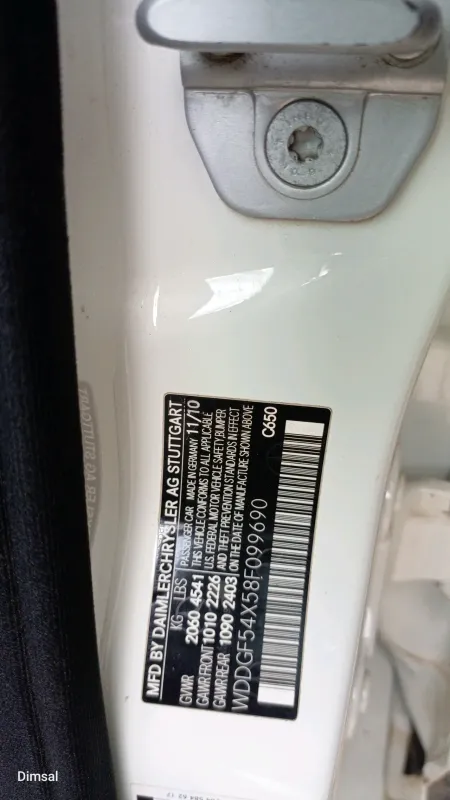 MFD BY DAIMLERCHRYSLER AG STUTTGART
KG LBS PASSENGER CAR MADE IN GERMANY 11/10
GVWR 2060 4541 THIS VEHICLE CONFORMS TO ALL APPLICABLE
GAWR FRONT 1010 2226 U.S. FEDERAL MOTOR VEHICLE SAFETY, BUMPER
GAWR REAR 1090 2403 AND THEFT PREVENTION STANDARDS IN EFFECT
ON THE DATE OF MANUFACTURE SHOWN ABOVE
WDDGF54X58F099690 C650
Dimsal